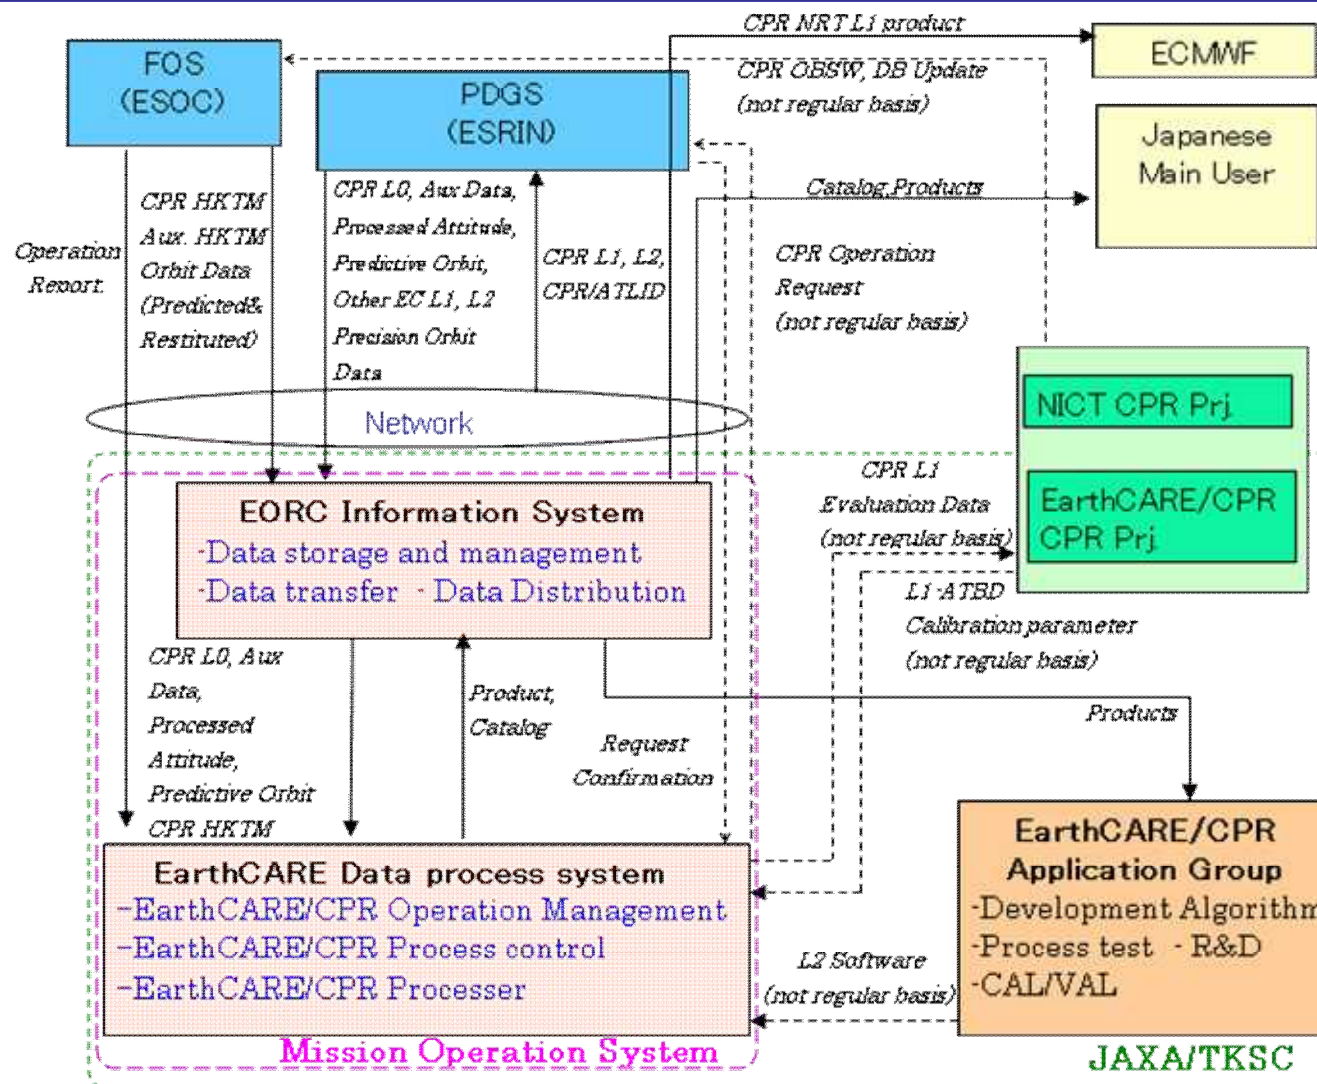 CPR NRT L1 product
FOS
(ESOC)
PDGS
(ESRIN)
CPR OBSW, DB Update
(not regular basis)
ECMWF
Japanese
Main User
Catalog,Products
Operation
Report.
CPR HKTM
Aux. HKTM
Orbit Data
(Predicted&
Restituted)
CPR L0, Aux Data,
Processed Attitude,
Predictive Orbit,
Other EC L1, L2
Precision Orbit
Data
CPR L1, L2,
CPR/ATLID
CPR Operation
Request
(not regular basis)
Network
NICT CPR Prj.
EarthCARE/CPR
CPR Prj.
CPR L1
Evaluation Data
(not regular basis)
L1-ATBD
Calibration parameter
(not regular basis)
EORC Information System
-Data storage and management
-Data transfer - Data Distribution
CPR L0, Aux
Data,
Processed
Attitude,
Predictive Orbit
CPR HKTM
Product,
Catalog
Request
Confirmation
Products
EarthCARE Data process system
-EarthCARE/CPR Operation Management
-EarthCARE/CPR Process control
-EarthCARE/CPR Processer
L2 Software
(not regular basis)
EarthCARE/CPR
Application Group
-Development Algorithm
-Process test - R&D
-CAL/VAL
Mission Operation System
JAXA/TKSC